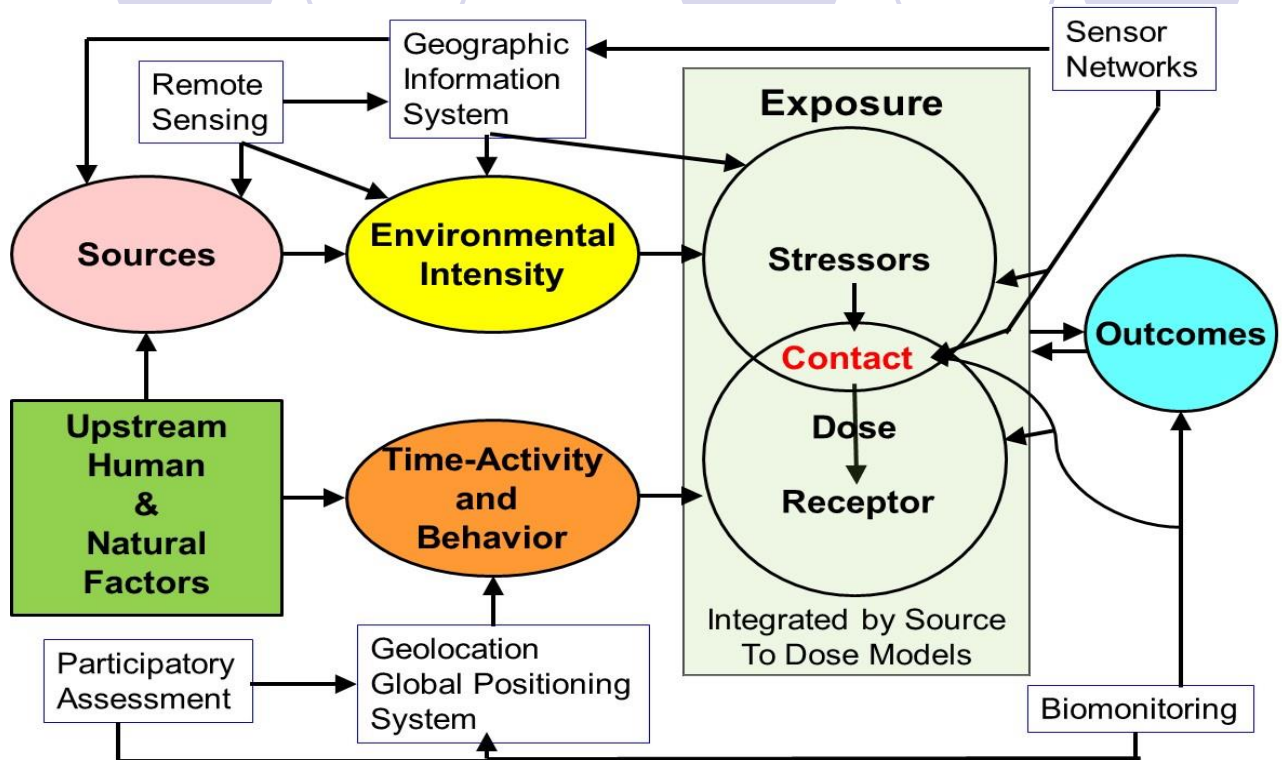 Geographic
Information
System
Sensor
Networks
Remote
Sensing
Exposure
Sources
Environmental
Intensity
Stressors
Contact
Outcomes
Upstream
Human
&
Natural
Factors
Time-Activity
and
Behavior
Dose
Receptor
Integrated by Source
To Dose Models
Participatory
Assessment
Geolocation
Global Positioning
System
Biomonitoring